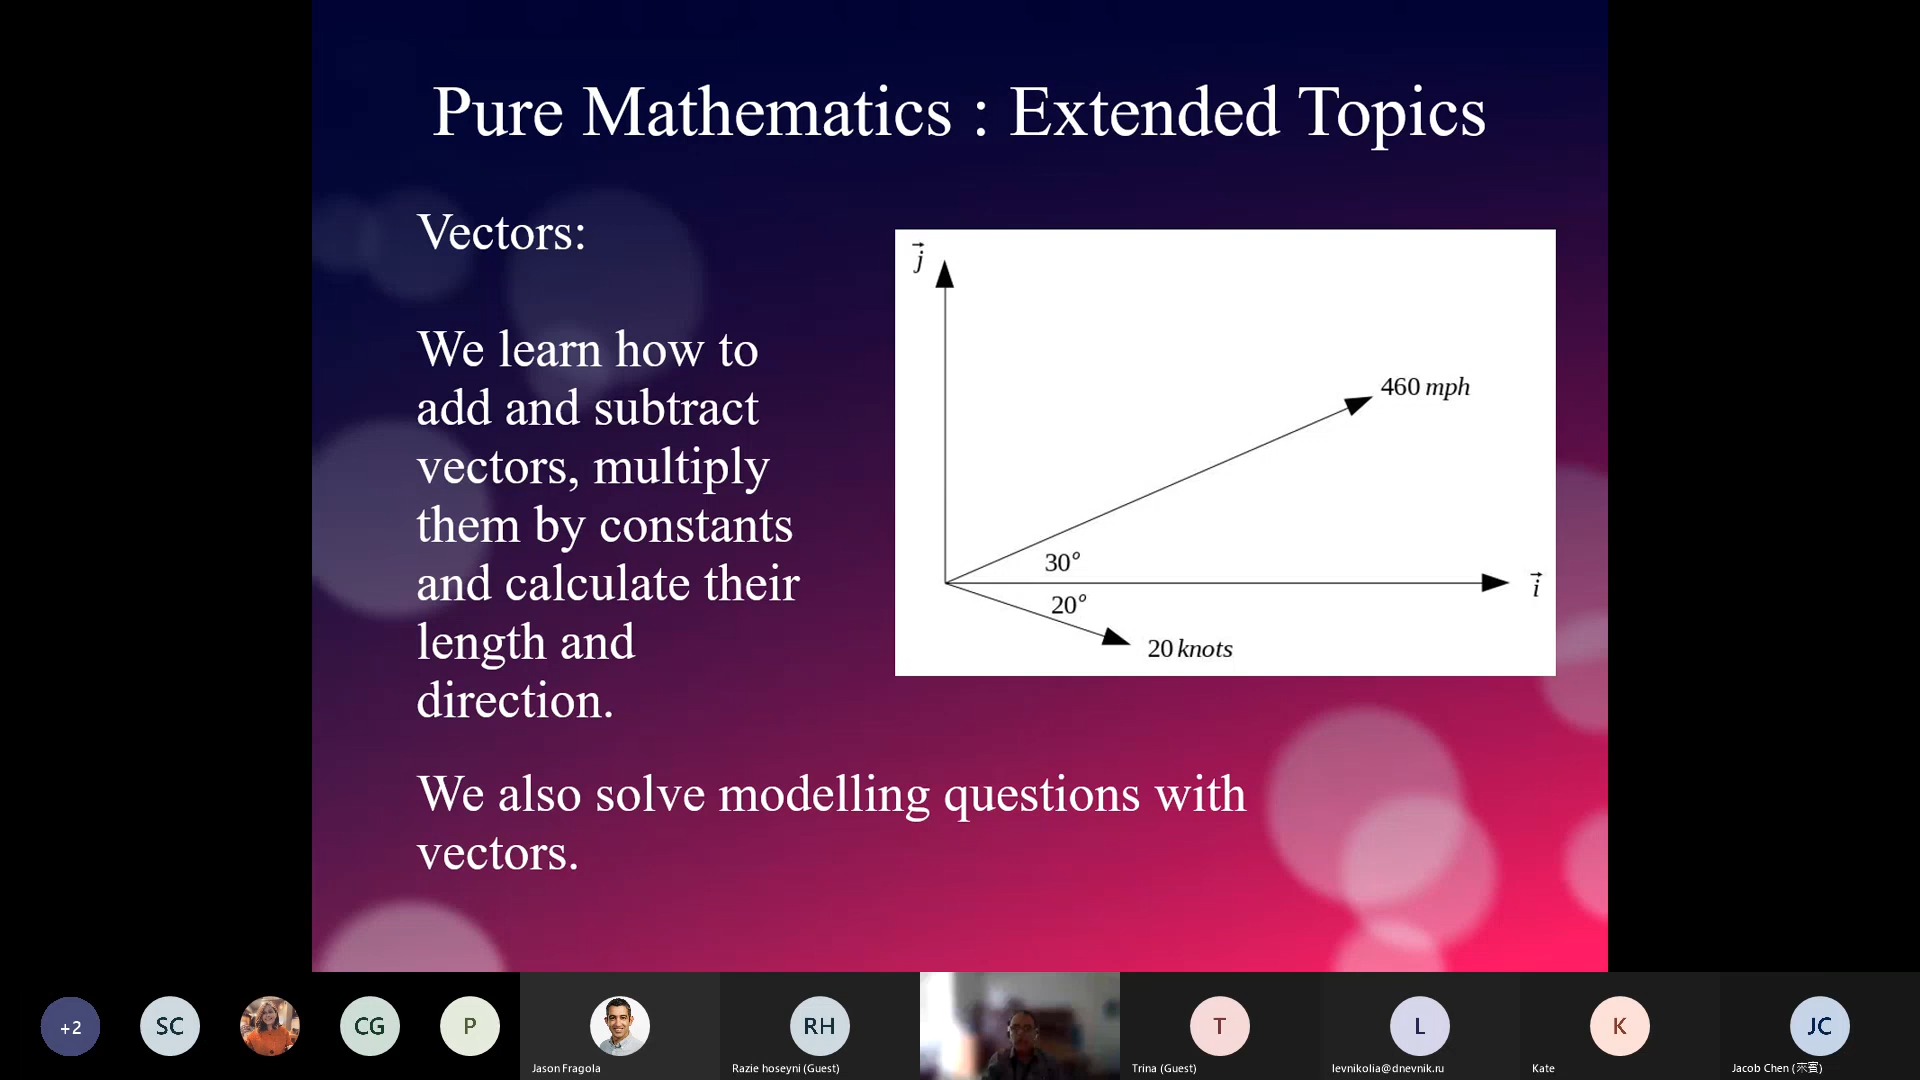 Pure Mathematics : Extended Topics
Vectors:
We learn how to
add and subtract
vectors, multiply
them by constants
and calculate their
length and
direction.
We also solve modelling questions with
vectors.
j
460 mph
30°
i
20°
20 knots
+2
SC
CG
P
Jason Fragola
RH
Razie hoseyni (Guest)
T
Trina (Guest)
L
levnikolia@dnevnik.ru
K
Kate
JC
Jacob Chen (来賓)